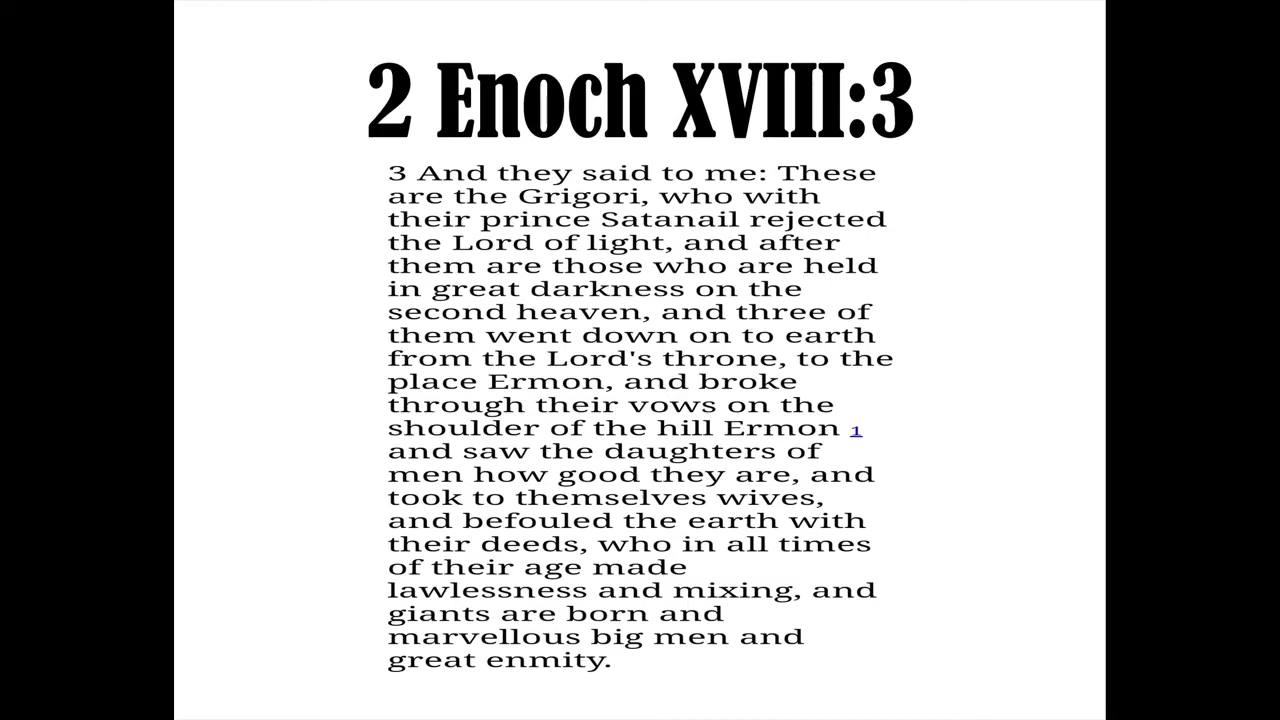 2 Enoch XVIII:3
3 And they said to me: These
are the Grigori, who with
their prince Satanail rejected
the Lord of light, and after
them are those who are held
in great darkness on the
second heaven, and three of
them went down on to earth
from the Lord's throne, to the
place Ermon, and broke
through their vows on the
shoulder of the hill Ermon 1
and saw the daughters of
men how good they are, and
took to themselves wives,
and befouled the earth with
their deeds, who in all times
of their age made
lawlessness and mixing, and
giants are born and
marvellous big men and
great enmity.